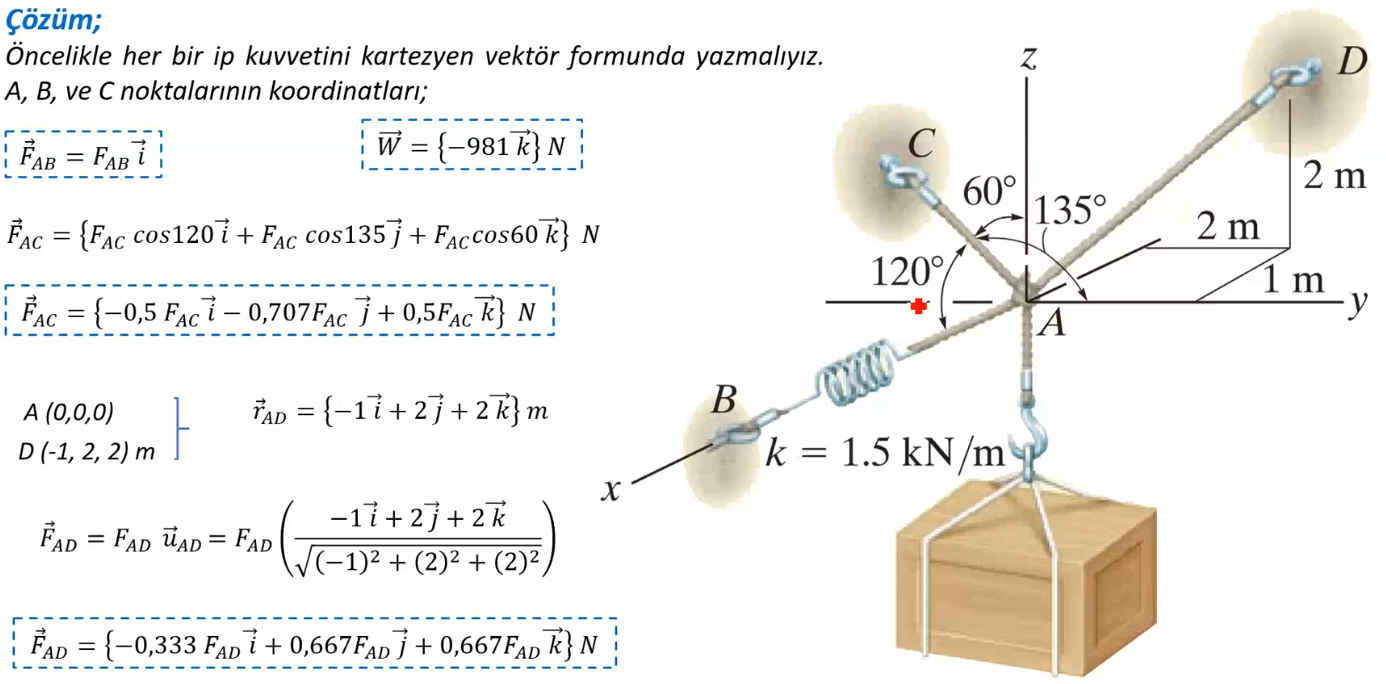 Çözüm;
Öncelikle her bir ip kuvvetini kartezyen vektör formunda yazmalıyız.
A, B, ve C noktalarının koordinatları;
F⃗_AB = F_AB i⃗
W⃗ = {−981 k⃗} N
F⃗_AC = {F_AC cos120 i⃗ + F_AC cos135 j⃗ + F_AC cos60 k⃗} N
F⃗_AC = {−0,5 F_AC i⃗ − 0,707F_AC j⃗ + 0,5F_AC k⃗} N
A (0,0,0)
D (-1, 2, 2) m
r⃗_AD = {−1 i⃗ + 2 j⃗ + 2 k⃗} m
F⃗_AD = F_AD u⃗_AD = F_AD ( (−1 i⃗ + 2 j⃗ + 2 k⃗) / √((−1)² + (2)² + (2)²) )
F⃗_AD = {−0,333 F_AD i⃗ + 0,667F_AD j⃗ + 0,667F_AD k⃗} N
z
D
C
60°
135°
2 m
2 m
120°
1 m
y
A
B
k = 1.5 kN/m
x